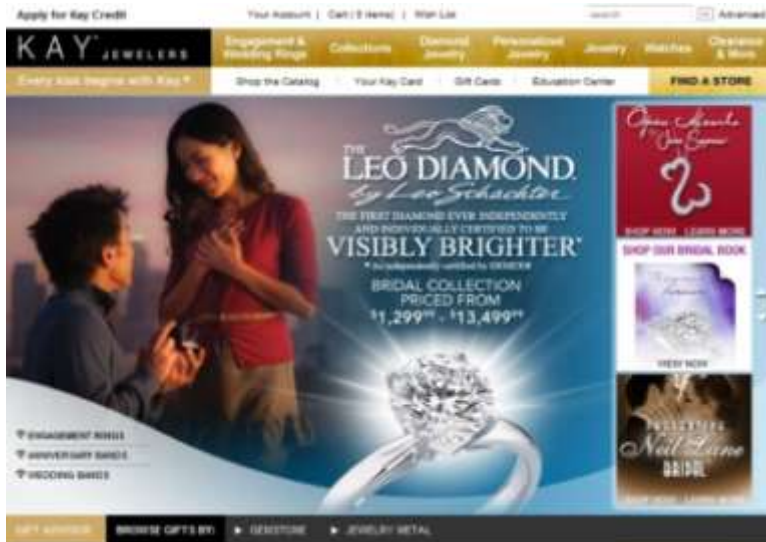 Apply for Kay Credit
Your Account | Cart ( 0 items) | Wish List
search
Advanced
KAY JEWELERS
Engagement & Wedding Rings
Collections
Diamond Jewelry
Personalized Jewelry
Jewelry
Watches
Clearance & More
Every kiss begins with Kay®
Shop the Catalog
Your Kay Card
Gift Cards
Education Center
FIND A STORE
THE
LEO DIAMOND
by Leo Schachter
THE FIRST DIAMOND EVER INDEPENDENTLY
AND INDIVIDUALLY CERTIFIED TO BE
VISIBLY BRIGHTER
BRIDAL COLLECTION
PRICED FROM
$1,299⁹⁹ - $13,499⁹⁹
ENGAGEMENT RINGS
ANNIVERSARY BANDS
WEDDING BANDS
Open Hearts
by Jane Seymour
SHOP NOW LEARN MORE
SHOP OUR BRIDAL BOOK
VIEW NOW
Neil Lane
BRIDAL
GIFT ADVISOR
BROWSE GIFTS BY:
GEMSTONE
JEWELRY METAL